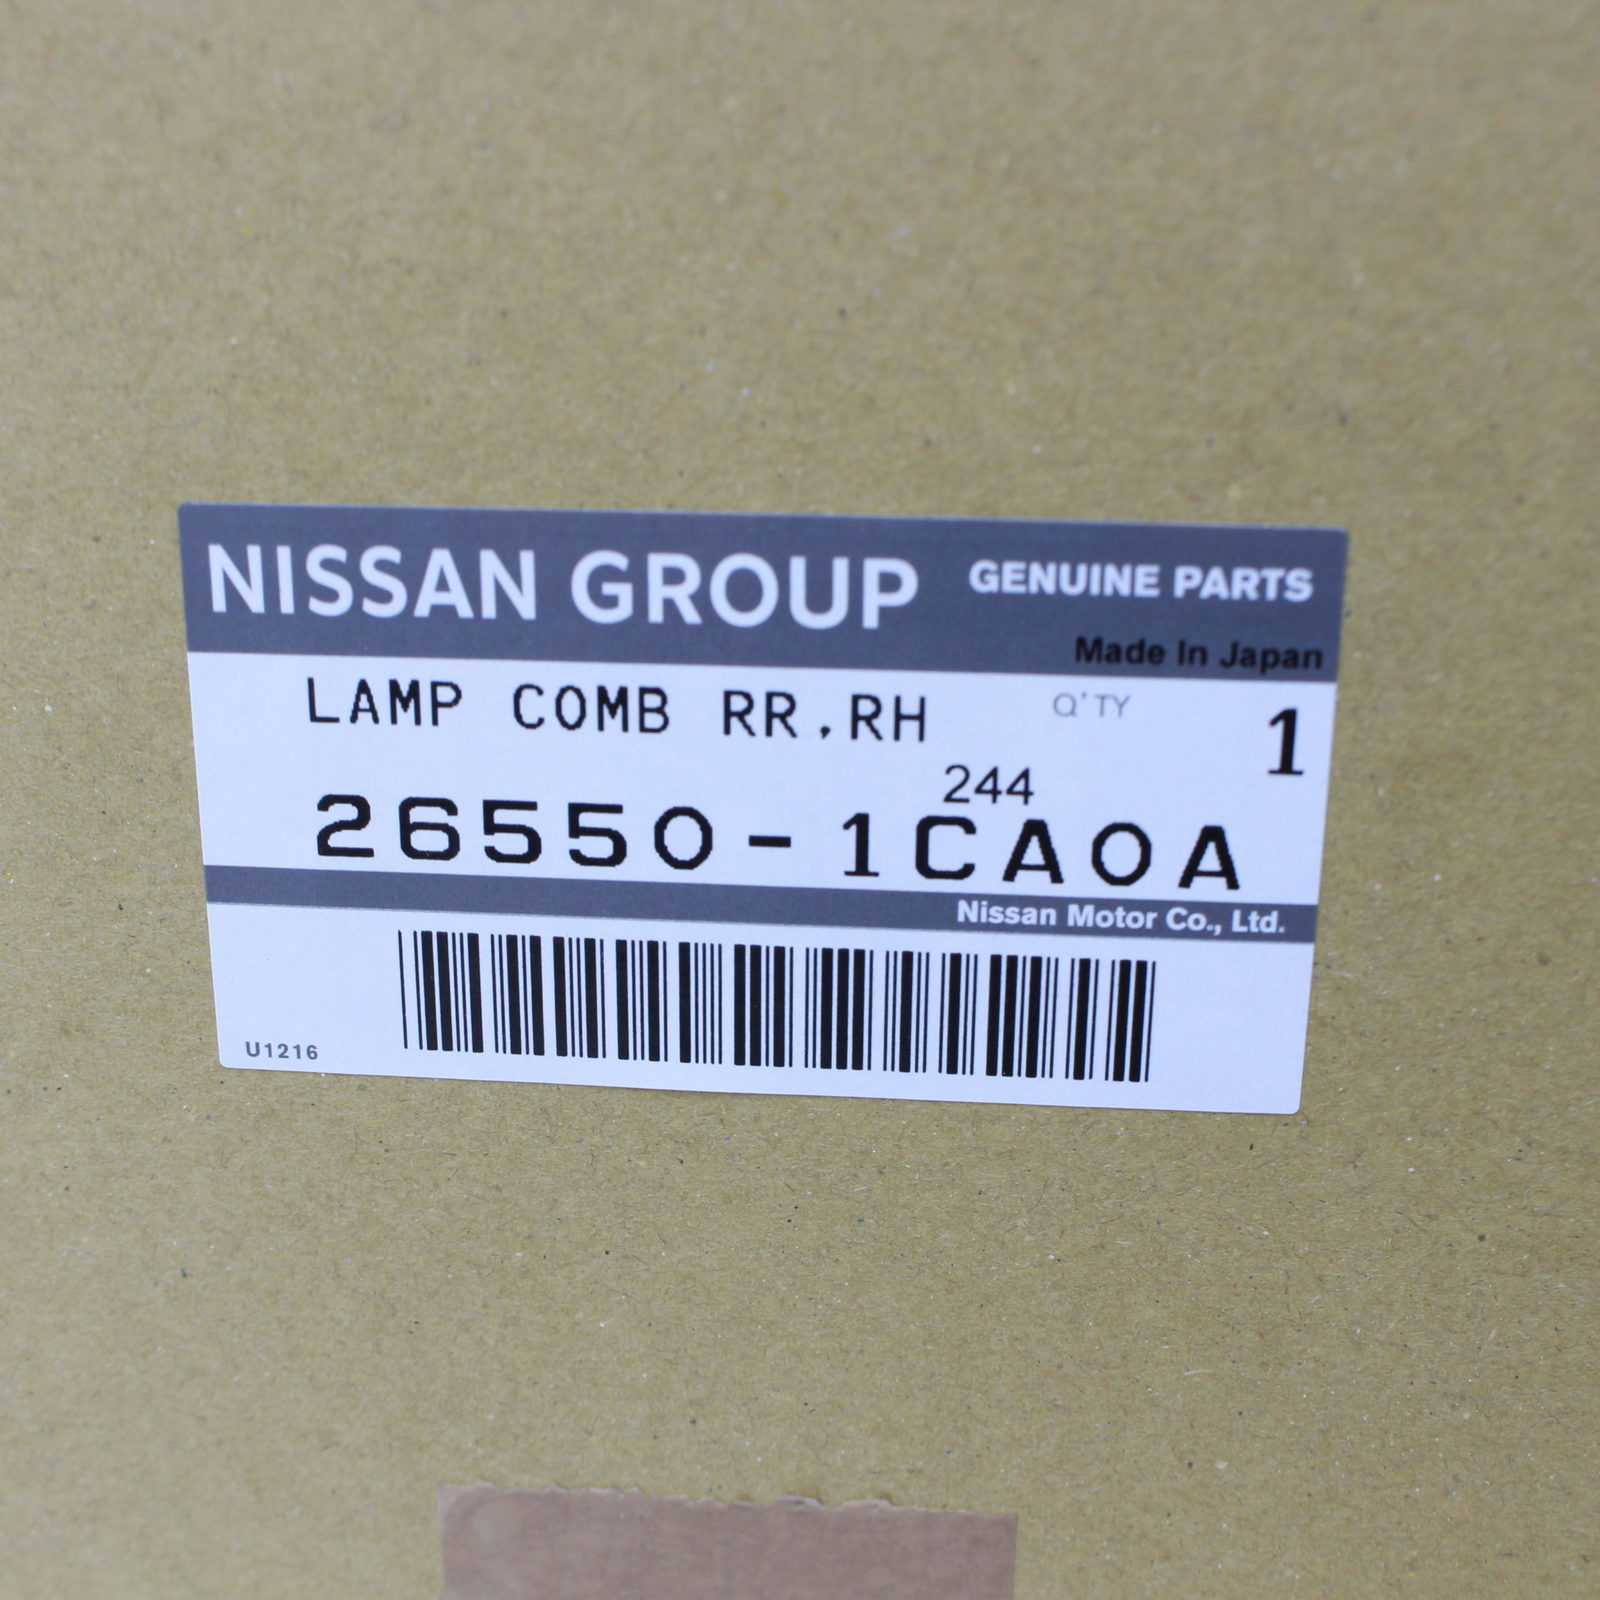 NISSAN GROUP GENUINE PARTS
Made In Japan
LAMP COMB RR,RH Q'TY 1
244
26550-1CA0A
Nissan Motor Co., Ltd.
U1216